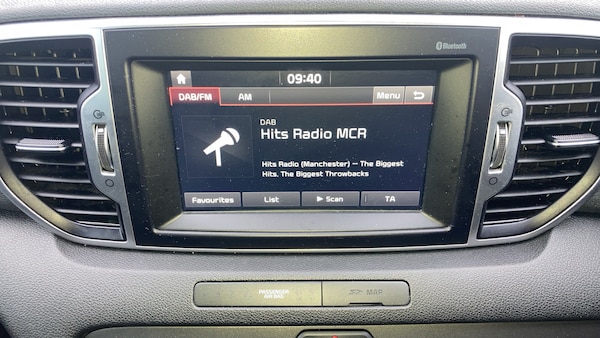 Bluetooth
09:40
DAB/FM AM Menu
DAB
Hits Radio MCR
Hits Radio (Manchester) -- The Biggest
Hits. The Biggest Throwbacks
Favourites List Scan TA
PASSENGER
AIR BAG
MAP